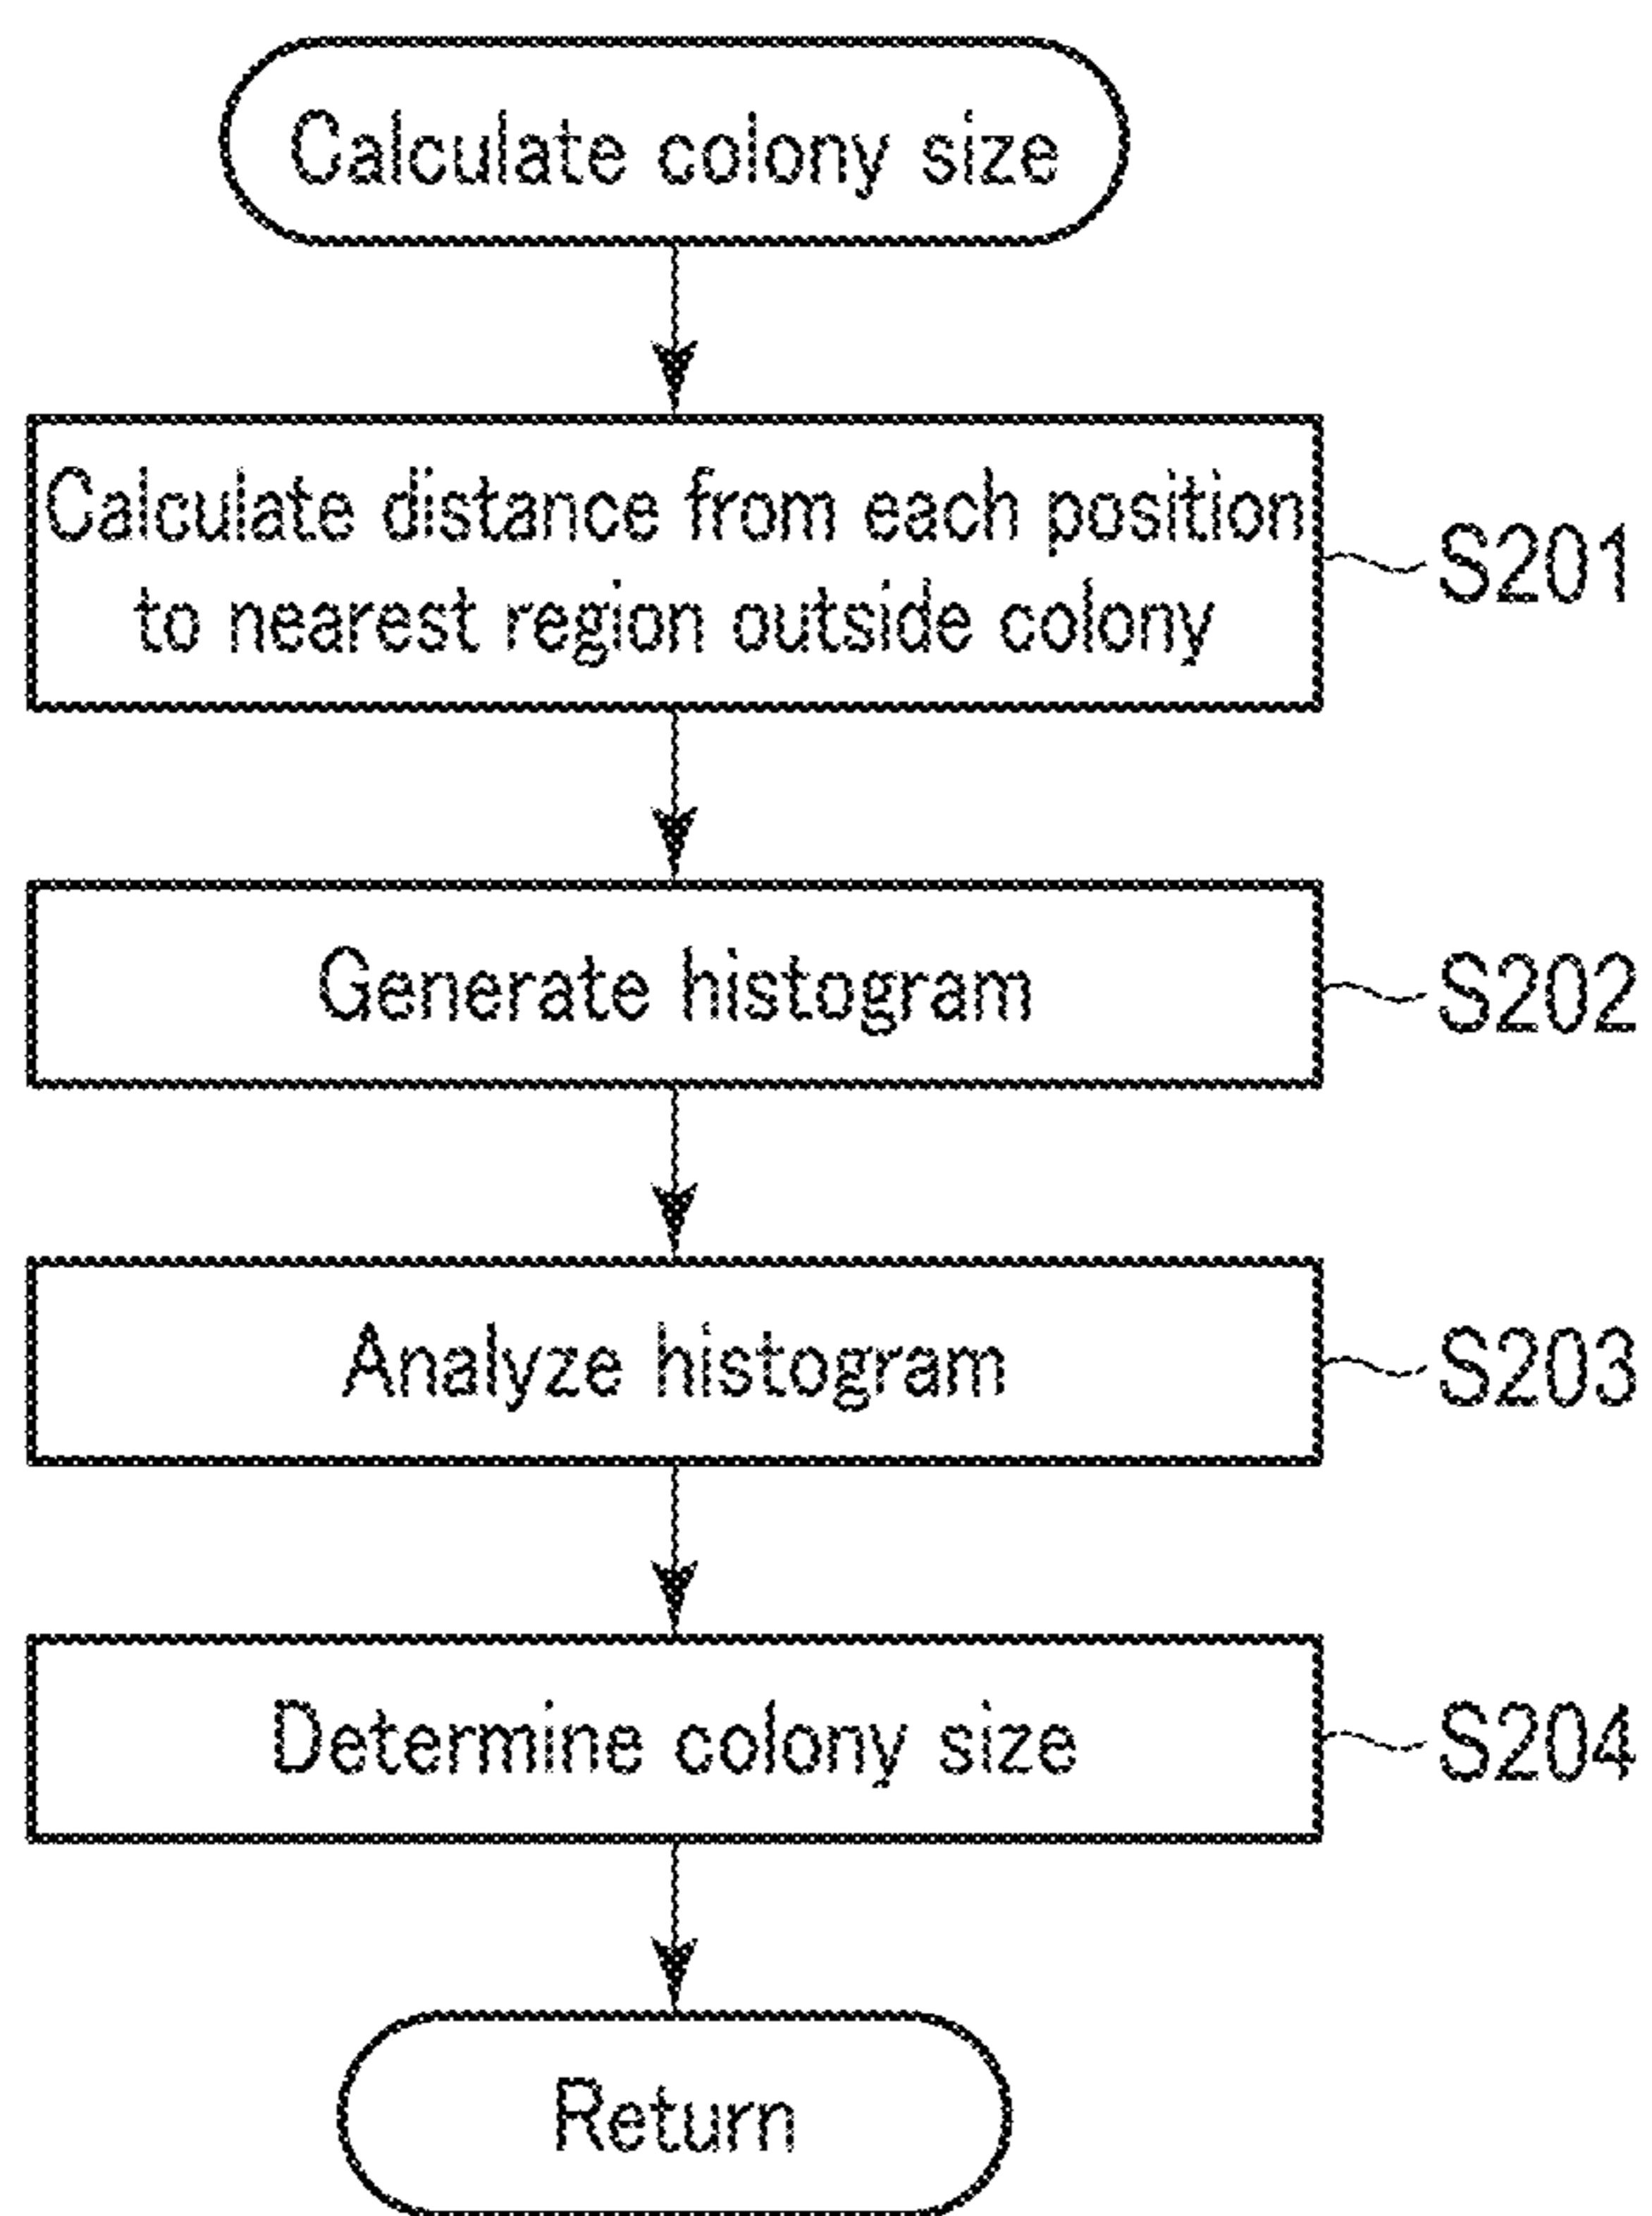 Calculate colony size
Calculate distance from each position
to nearest region outside colony
S201
Generate histogram
S202
Analyze histogram
S203
Determine colony size
S204
Return